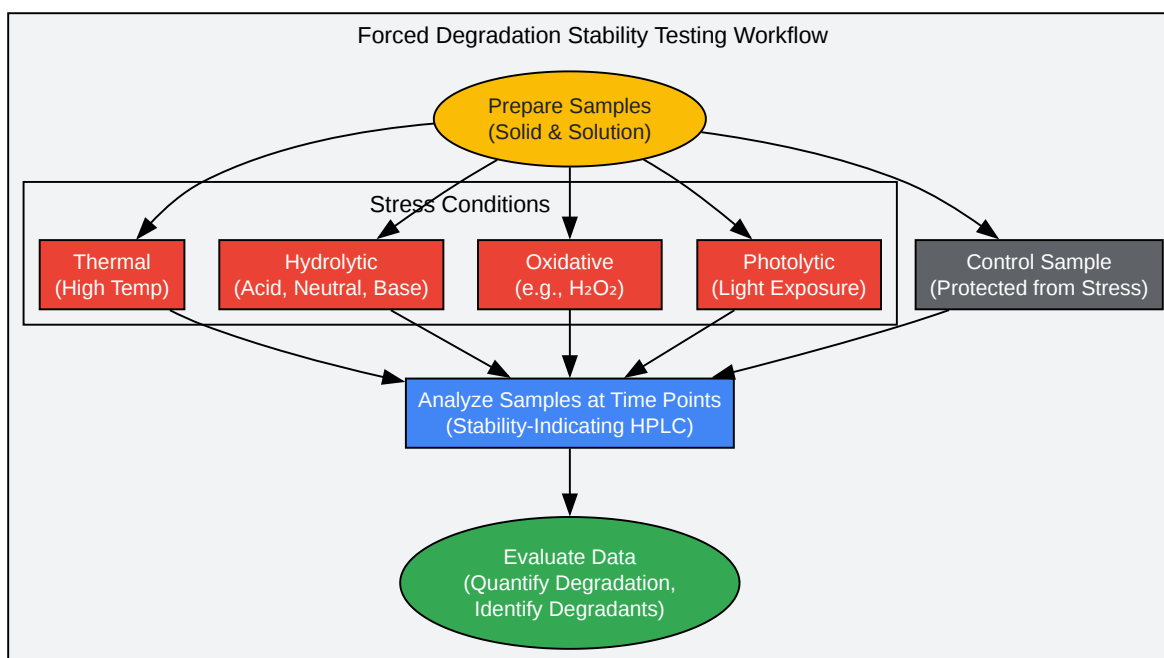 Forced Degradation Stability Testing Workflow
Prepare Samples
(Solid & Solution)
Stress Conditions
Thermal
(High Temp)
Hydrolytic
(Acid, Neutral, Base)
Oxidative
(e.g., H₂O₂)
Photolytic
(Light Exposure)
Control Sample
(Protected from Stress)
Analyze Samples at Time Points
(Stability-Indicating HPLC)
Evaluate Data
(Quantify Degradation,
Identify Degradants)